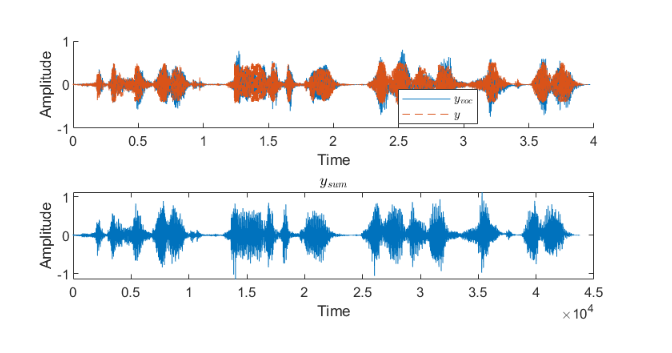 1
0
-1
Amplitude
0 0.5 1 1.5 2 2.5 3 3.5 4
Time
y_voc
y
y_sum
1
0
-1
Amplitude
0 0.5 1 1.5 2 2.5 3 3.5 4 4.5
Time
×10^4